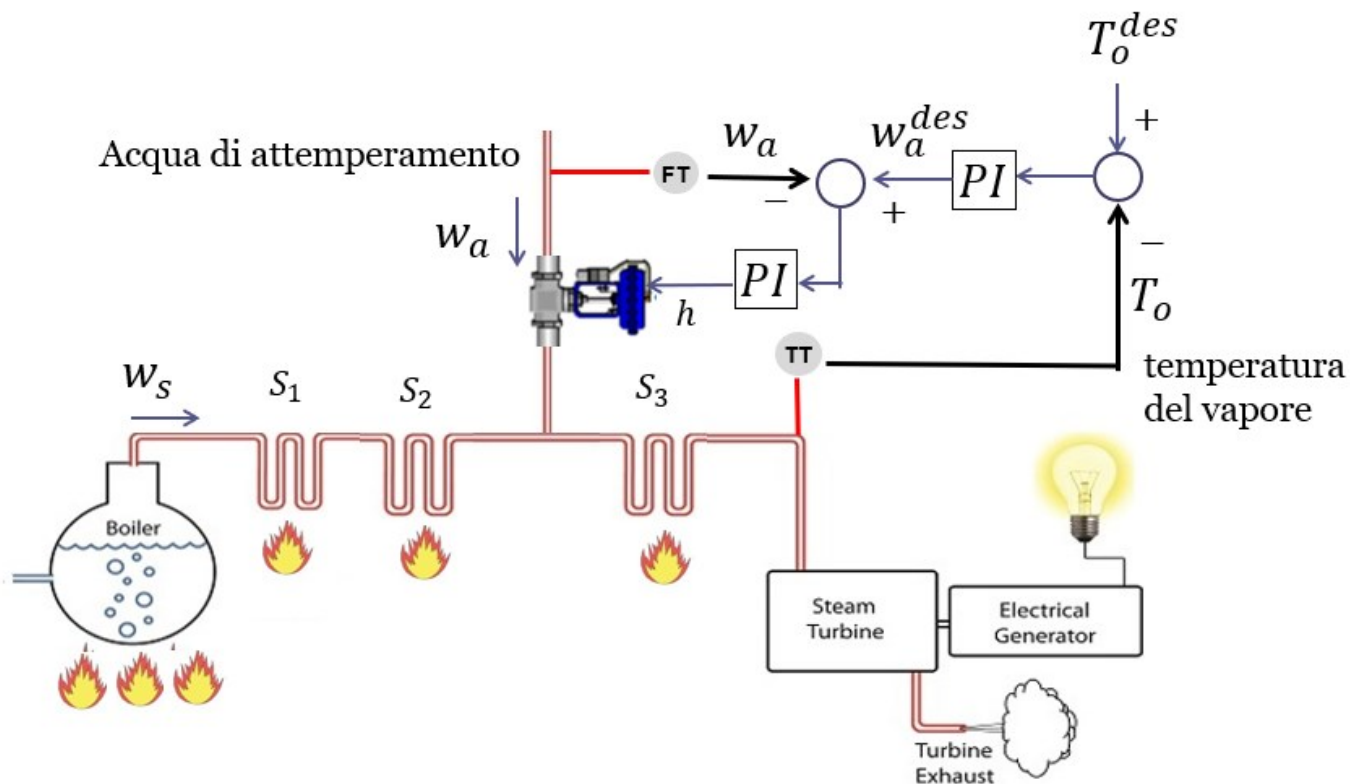 T_o^{des}
+
w_a
w_a^{des}
Acqua di attemperamento
FT
−
+
PI
−
w_a
PI
h
T_o
TT
temperatura
del vapore
w_s
S_1
S_2
S_3
Boiler
Steam
Turbine
Electrical
Generator
Turbine
Exhaust